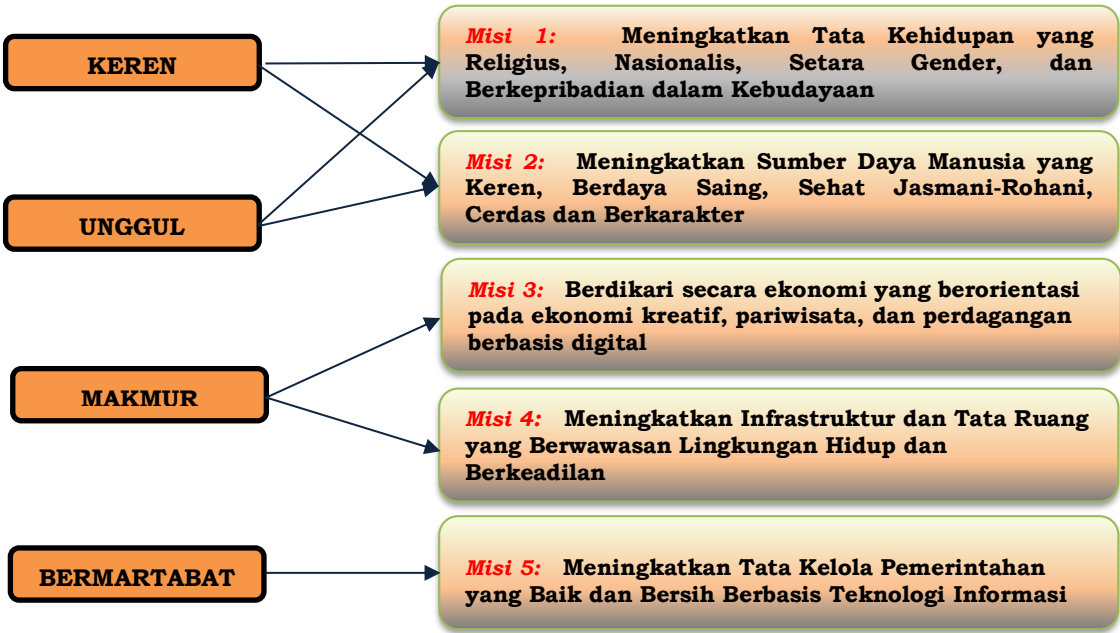 KEREN
Misi 1: Meningkatkan Tata Kehidupan yang
Religius, Nasionalis, Setara Gender, dan
Berkepribadian dalam Kebudayaan
UNGGUL
Misi 2: Meningkatkan Sumber Daya Manusia yang
Keren, Berdaya Saing, Sehat Jasmani-Rohani,
Cerdas dan Berkarakter
MAKMUR
Misi 3: Berdikari secara ekonomi yang berorientasi
pada ekonomi kreatif, pariwisata, dan perdagangan
berbasis digital
Misi 4: Meningkatkan Infrastruktur dan Tata Ruang
yang Berwawasan Lingkungan Hidup dan
Berkeadilan
BERMARTABAT
Misi 5: Meningkatkan Tata Kelola Pemerintahan
yang Baik dan Bersih Berbasis Teknologi Informasi